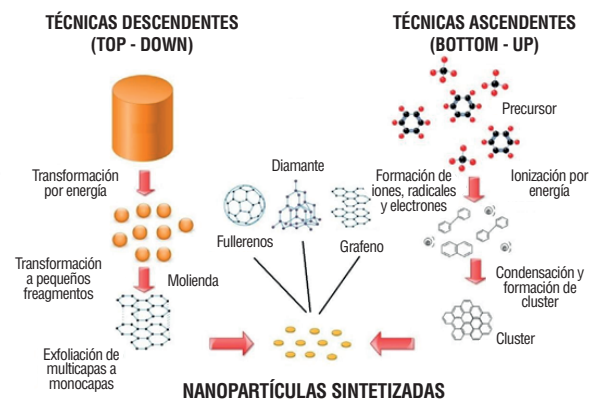 TÉCNICAS DESCENDENTES
(TOP - DOWN)
Transformación
por energía
Transformación
a pequeños
freagmentos
Molienda
Exfoliación de
multicapas a
monocapas
Diamante
Fullerenos
Grafeno
TÉCNICAS ASCENDENTES
(BOTTOM - UP)
Precursor
Formación de
iones, radicales
y electrones
Ionización por
energía
Condensación y
formación de
cluster
Cluster
NANOPARTÍCULAS SINTETIZADAS